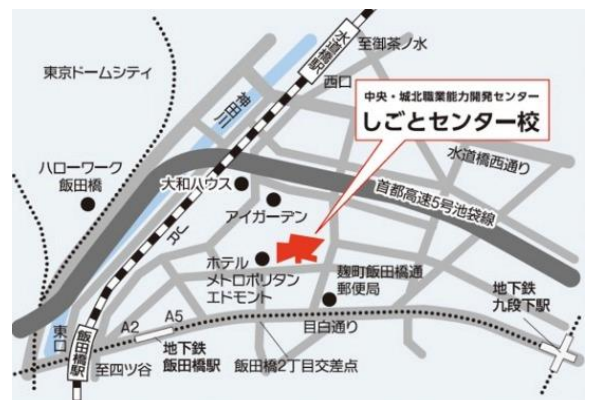 水道橋駅
至御茶ノ水
西口
東京ドームシティ
神田川
中央・城北職業能力開発センター
しごとセンター校
水道橋西通り
ハローワーク
飯田橋
大和ハウス
アイガーデン
首都高速5号池袋線
JR
ホテル
メトロポリタン
エドモント
麹町飯田橋通
郵便局
地下鉄
九段下駅
東口
A2
A5
目白通り
飯田橋駅
地下鉄
飯田橋駅
至四ツ谷
飯田橋2丁目交差点